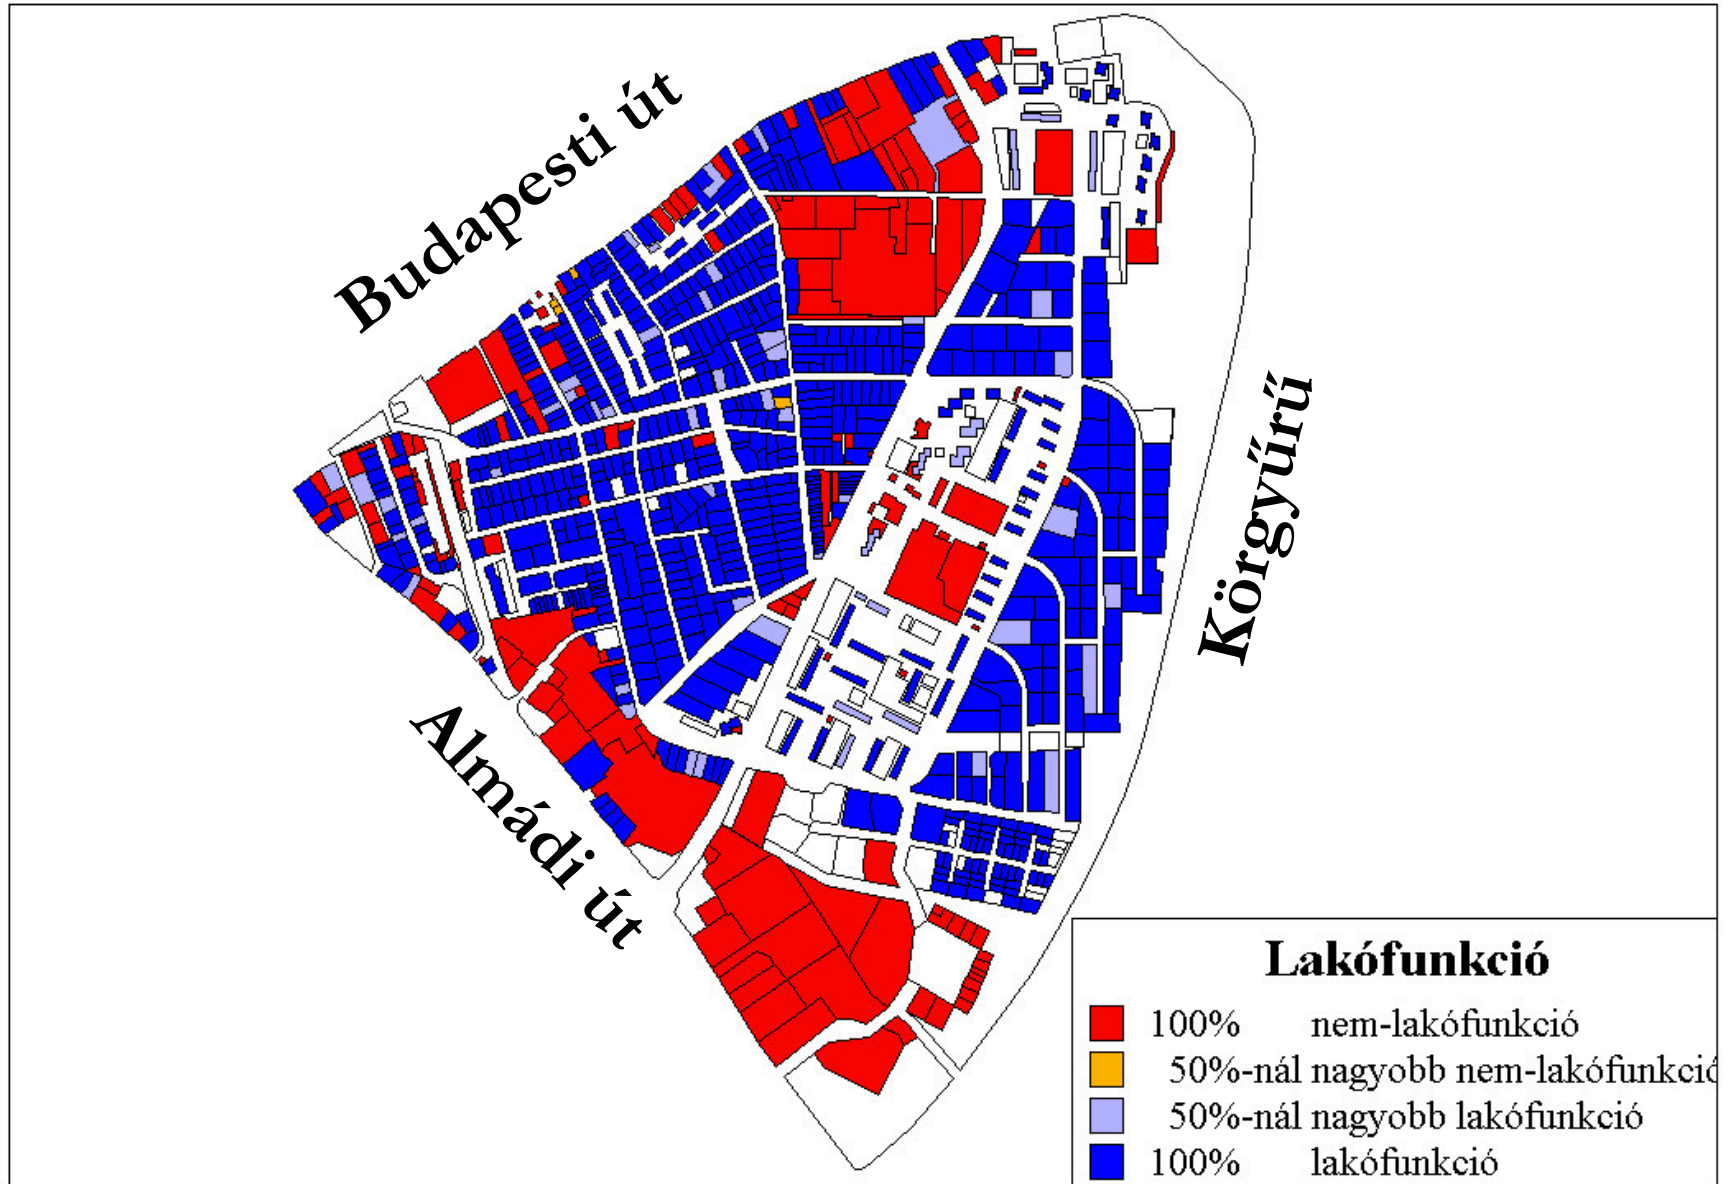 Budapesti út
Körgyűrű
Almádi út
Lakófunkció
100% nem-lakófunkció
50%-nál nagyobb nem-lakófunkció
50%-nál nagyobb lakófunkció
100% lakófunkció